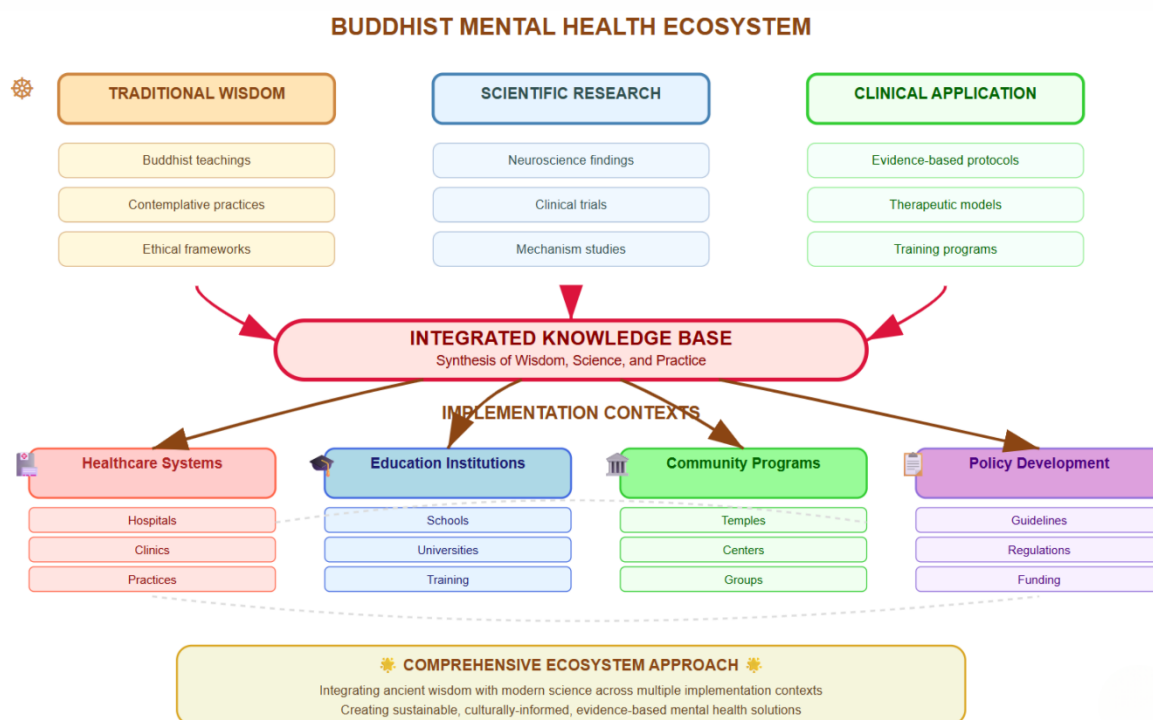 BUDDHIST MENTAL HEALTH ECOSYSTEM
TRADITIONAL WISDOM
SCIENTIFIC RESEARCH
CLINICAL APPLICATION
Buddhist teachings
Neuroscience findings
Evidence-based protocols
Contemplative practices
Clinical trials
Therapeutic models
Ethical frameworks
Mechanism studies
Training programs
INTEGRATED KNOWLEDGE BASE
Synthesis of Wisdom, Science, and Practice
IMPLEMENTATION CONTEXTS
Healthcare Systems
Education Institutions
Community Programs
Policy Development
Hospitals
Schools
Temples
Guidelines
Clinics
Universities
Centers
Regulations
Practices
Training
Groups
Funding
COMPREHENSIVE ECOSYSTEM APPROACH
Integrating ancient wisdom with modern science across multiple implementation contexts
Creating sustainable, culturally-informed, evidence-based mental health solutions